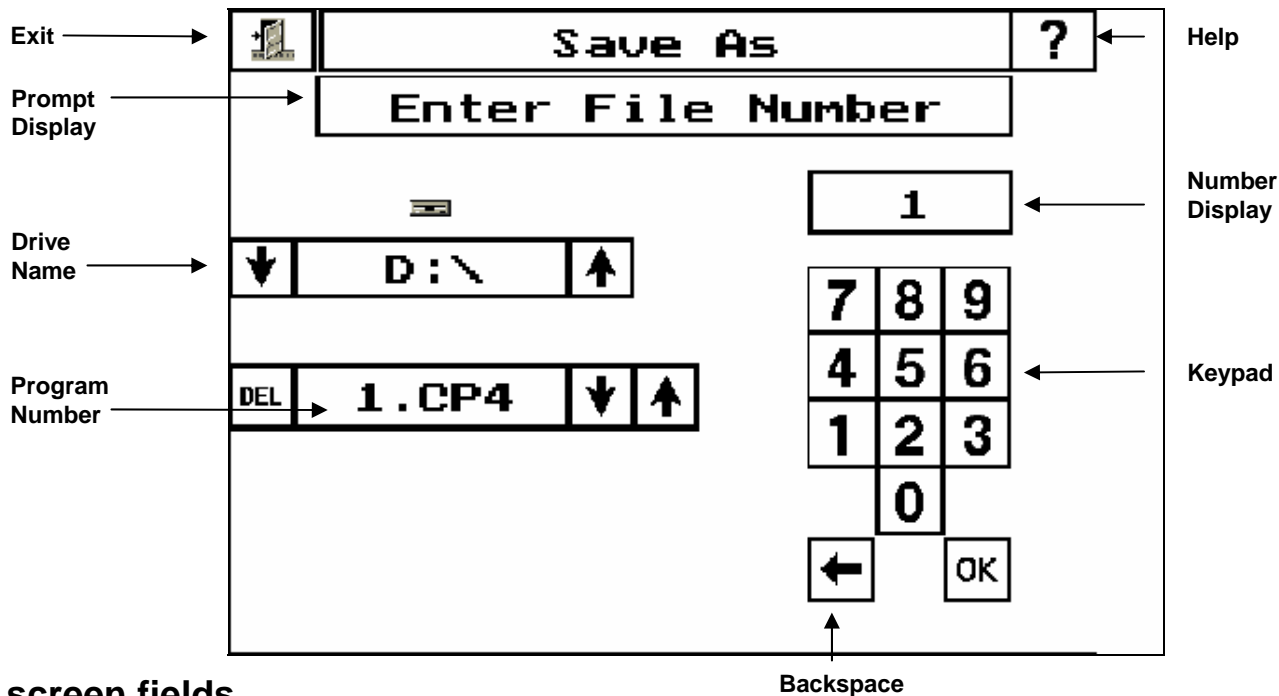 Exit
Save As
?
Help
Prompt
Display
Enter File Number
Number
Display
1
Drive
Name
D:\
7 8 9
4 5 6
1 2 3
0
Keypad
Program
Number
DEL
1.CP4
OK
Backspace
screen fields